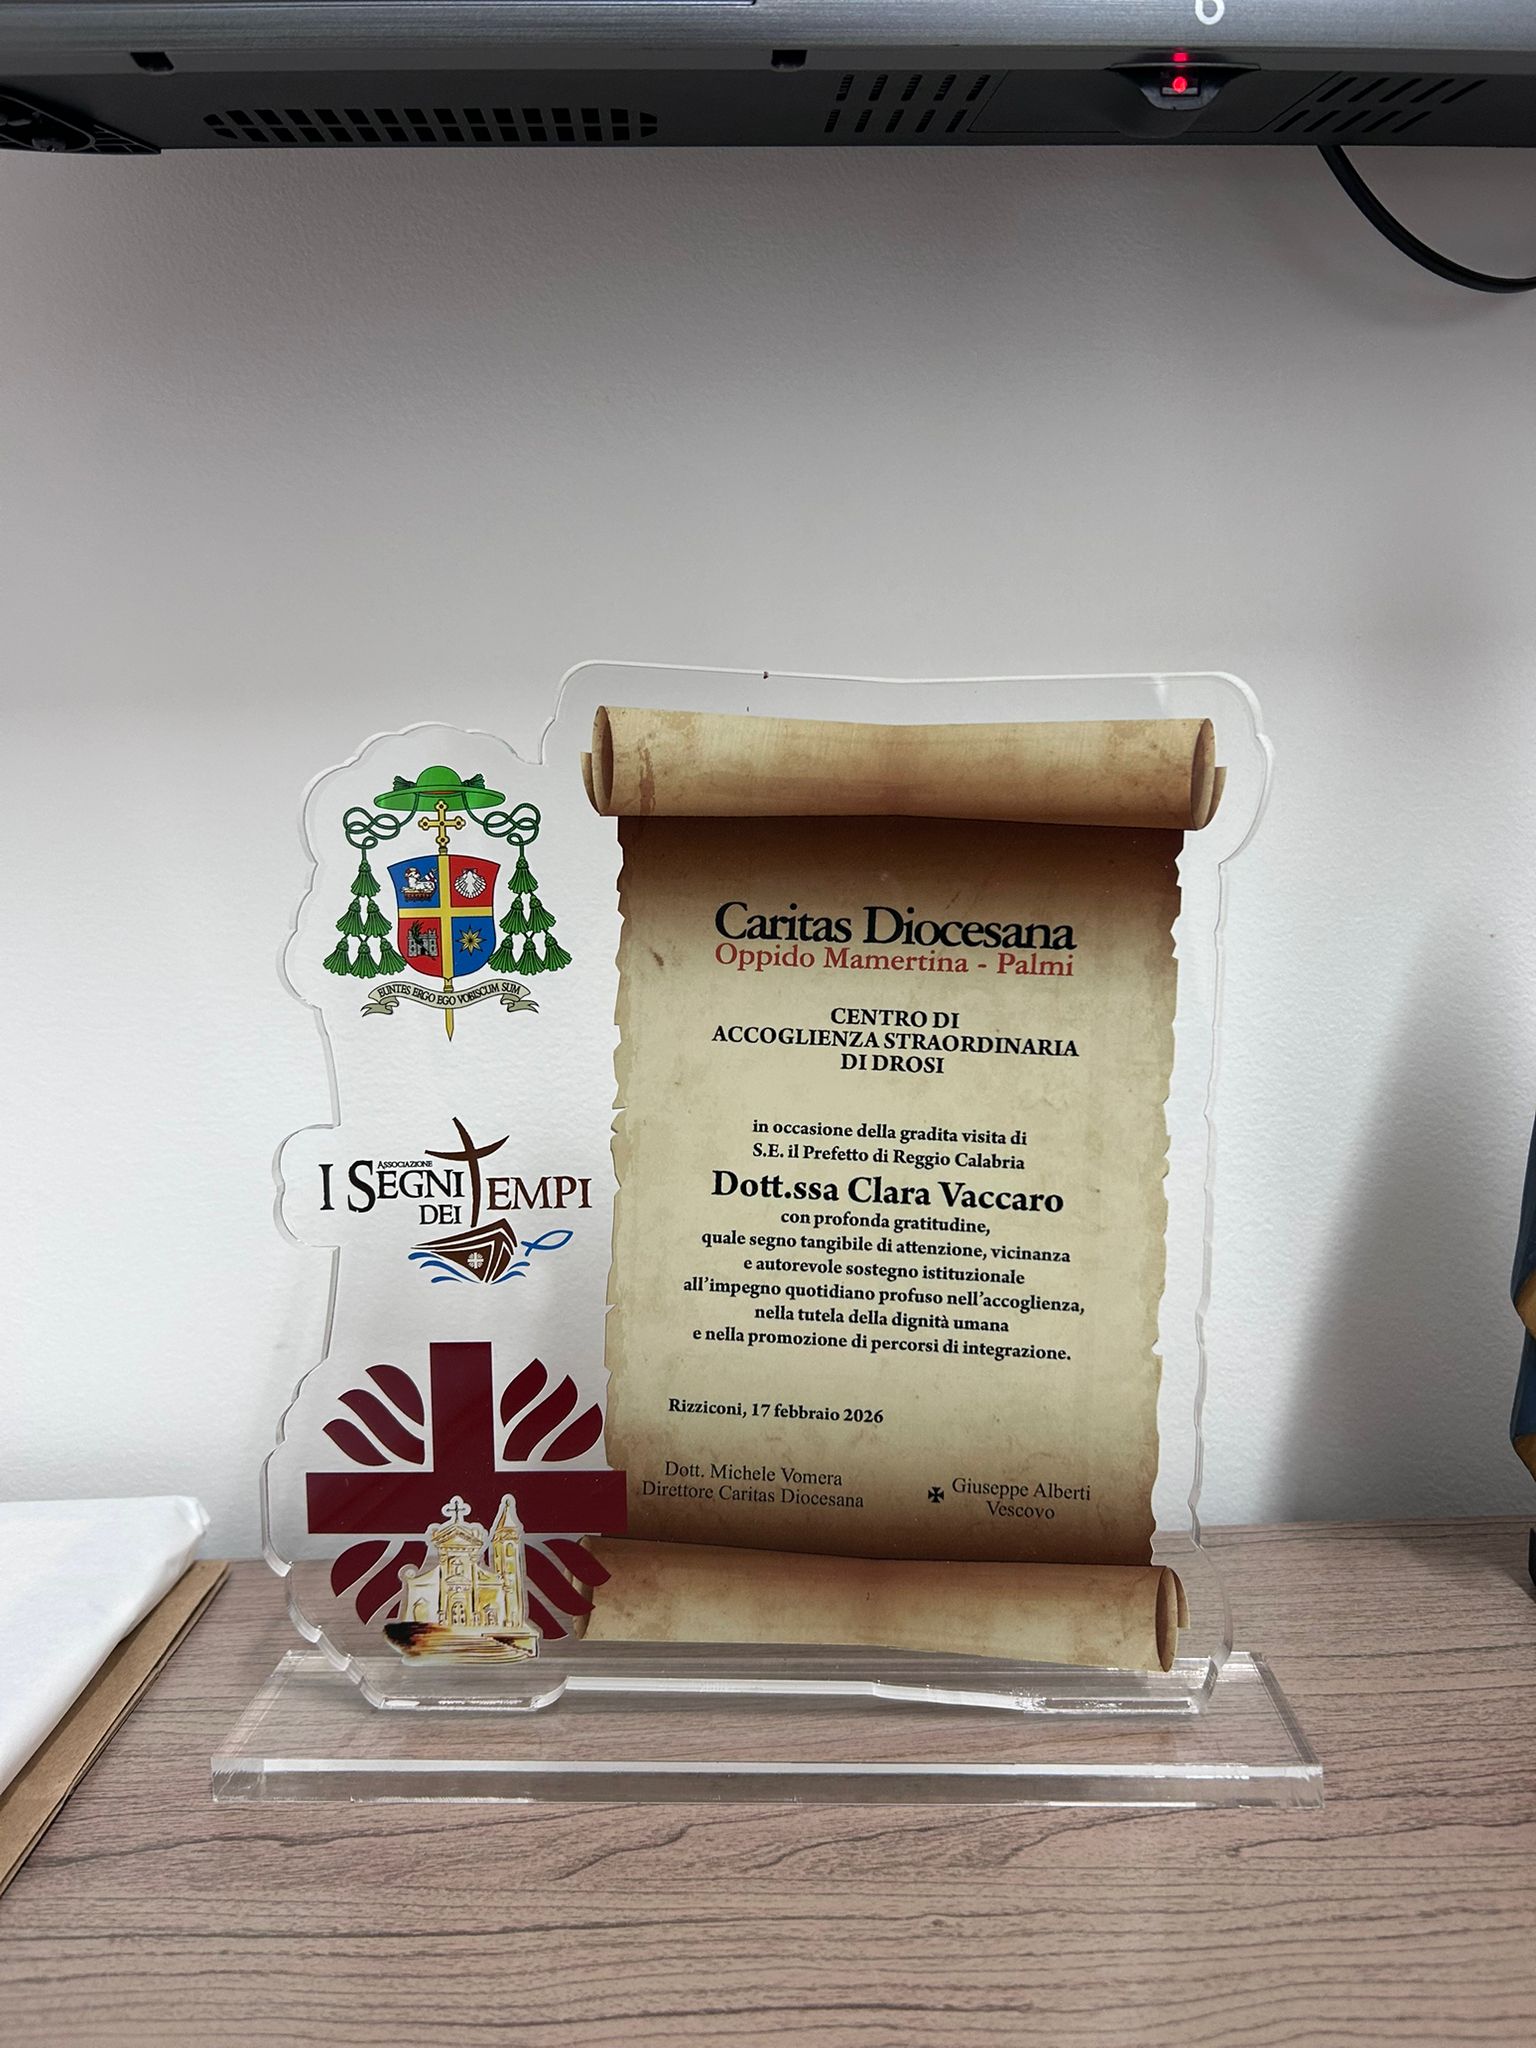 EUNTES ERGO EGO VOBISCUM SUM
ASSOCIAZIONE
I SEGNI
DEI TEMPI
Caritas Diocesana
Oppido Mamertina - Palmi
CENTRO DI
ACCOGLIENZA STRAORDINARIA
DI DROSI
in occasione della gradita visita di
S.E. il Prefetto di Reggio Calabria
Dott.ssa Clara Vaccaro
con profonda gratitudine,
quale segno tangibile di attenzione, vicinanza
e autorevole sostegno istituzionale
all'impegno quotidiano profuso nell'accoglienza,
nella tutela della dignità umana
e nella promozione di percorsi di integrazione.
Rizziconi, 17 febbraio 2026
Dott. Michele Vomera
Direttore Caritas Diocesana
✠ Giuseppe Alberti
Vescovo